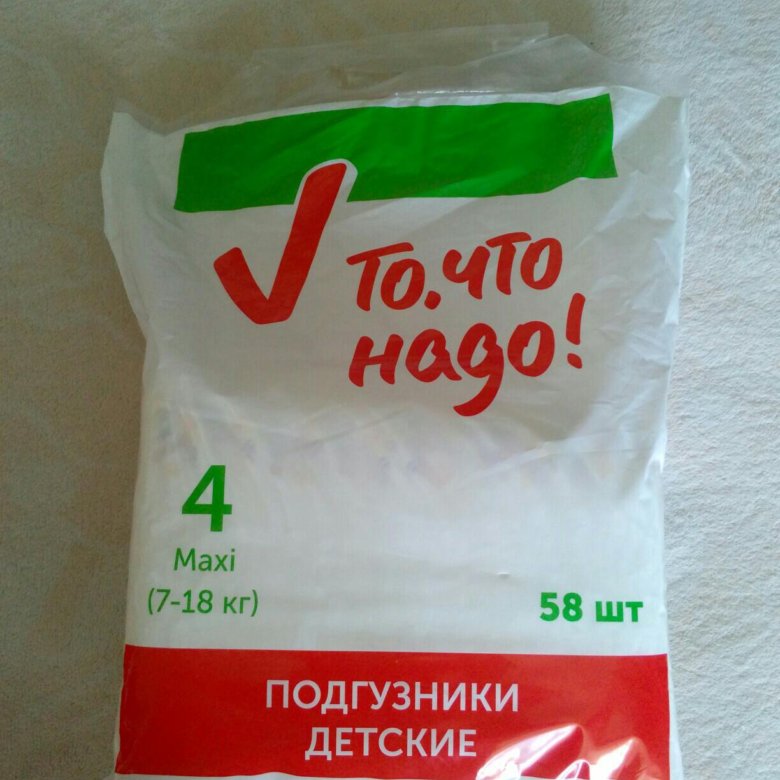 То, что
надо!
4
Maxi
(7-18 кг)
58 шт
ПОДГУЗНИКИ
ДЕТСКИЕ